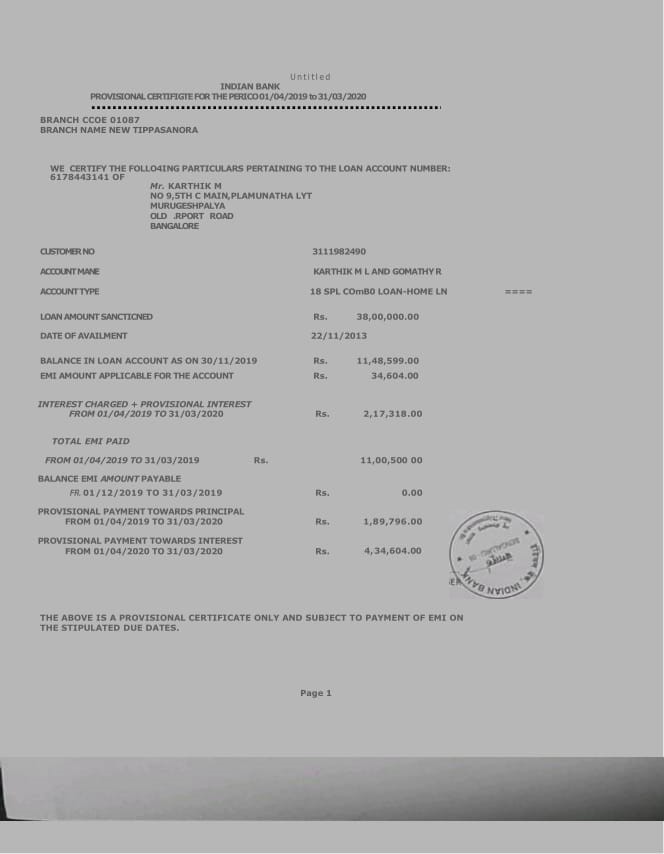 Untitled
INDIAN BANK
PROVISIONAL CERTIFIGTE FOR THE PERICO 01/04/2019 to 31/03/2020
BRANCH CCOE 01087
BRANCH NAME NEW TIPPASANORA
WE CERTIFY THE FOLLO4ING PARTICULARS PERTAINING TO THE LOAN ACCOUNT NUMBER:
6178443141 OF
Mr. KARTHIK M
NO 9,5TH C MAIN,PLAMUNATHA LYT
MURUGESHPALYA
OLD .RPORT ROAD
BANGALORE
CUSTOMER NO 3111982490
ACCOUNT MANE KARTHIK M L AND GOMATHY R
ACCOUNT TYPE 18 SPL COmB0 LOAN-HOME LN ====
LOAN AMOUNT SANCTICNED Rs. 38,00,000.00
DATE OF AVAILMENT 22/11/2013
BALANCE IN LOAN ACCOUNT AS ON 30/11/2019 Rs. 11,48,599.00
EMI AMOUNT APPLICABLE FOR THE ACCOUNT Rs. 34,604.00
INTEREST CHARGED + PROVISIONAL INTEREST
FROM 01/04/2019 TO 31/03/2020 Rs. 2,17,318.00
TOTAL EMI PAID
FROM 01/04/2019 TO 31/03/2019 Rs. 11,00,500 00
BALANCE EMI AMOUNT PAYABLE
FR. 01/12/2019 TO 31/03/2019 Rs. 0.00
PROVISIONAL PAYMENT TOWARDS PRINCIPAL
FROM 01/04/2019 TO 31/03/2020 Rs. 1,89,796.00
PROVISIONAL PAYMENT TOWARDS INTEREST
FROM 01/04/2020 TO 31/03/2020 Rs. 4,34,604.00
ER
INDIAN BANK
THE ABOVE IS A PROVISIONAL CERTIFICATE ONLY AND SUBJECT TO PAYMENT OF EMI ON
THE STIPULATED DUE DATES.
Page 1